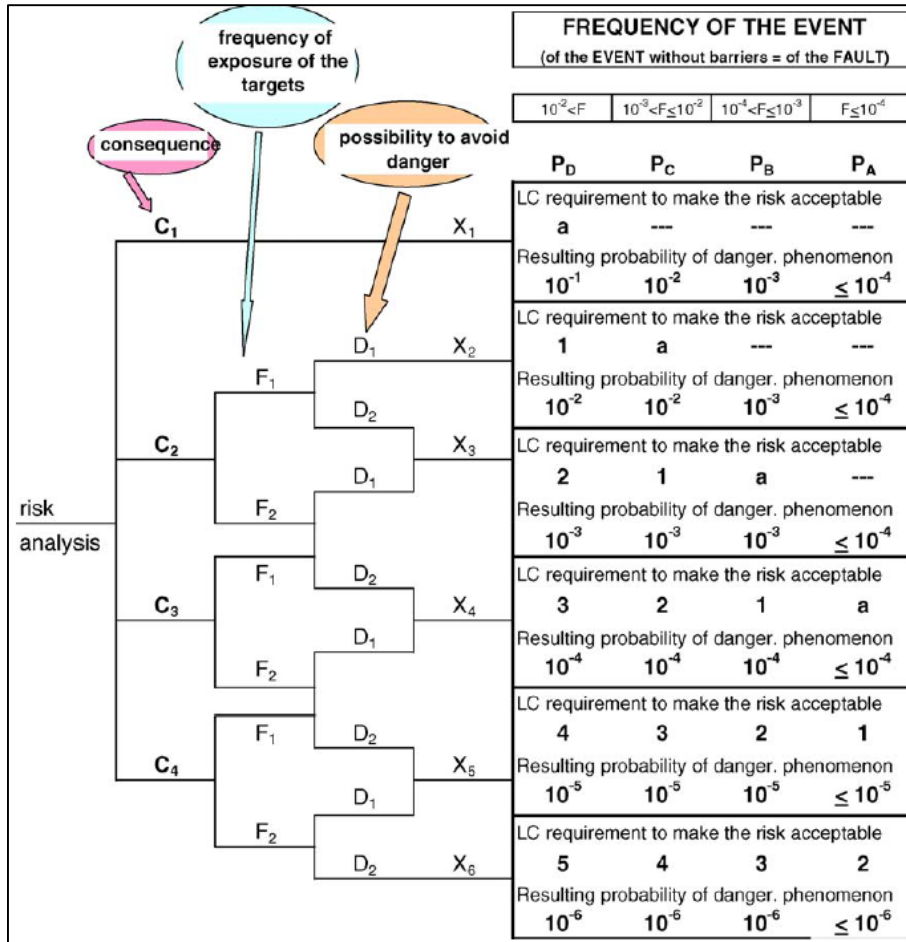 frequency of
exposure of the
targets
consequence
possibility to avoid
danger
FREQUENCY OF THE EVENT
(of the EVENT without barriers = of the FAULT)
10⁻²<F 10⁻³<F≤10⁻² 10⁻⁴<F≤10⁻³ F≤10⁻⁴
P_D P_C P_B P_A
C₁ X₁
LC requirement to make the risk acceptable
a --- --- ---
Resulting probability of danger. phenomenon
10⁻¹ 10⁻² 10⁻³ ≤ 10⁻⁴
D₁ X₂
LC requirement to make the risk acceptable
1 a --- ---
Resulting probability of danger. phenomenon
10⁻² 10⁻² 10⁻³ ≤ 10⁻⁴
F₁
D₂
C₂ X₃
D₁
F₂
LC requirement to make the risk acceptable
2 1 a ---
Resulting probability of danger. phenomenon
10⁻³ 10⁻³ 10⁻³ ≤ 10⁻⁴
risk
analysis
F₁ D₂
C₃ X₄
D₁
F₂
LC requirement to make the risk acceptable
3 2 1 a
Resulting probability of danger. phenomenon
10⁻⁴ 10⁻⁴ 10⁻⁴ ≤ 10⁻⁴
F₁ D₂
C₄ X₅
D₁
F₂
LC requirement to make the risk acceptable
4 3 2 1
Resulting probability of danger. phenomenon
10⁻⁵ 10⁻⁵ 10⁻⁵ ≤ 10⁻⁵
D₂ X₆
LC requirement to make the risk acceptable
5 4 3 2
Resulting probability of danger. phenomenon
10⁻⁶ 10⁻⁶ 10⁻⁶ ≤ 10⁻⁶